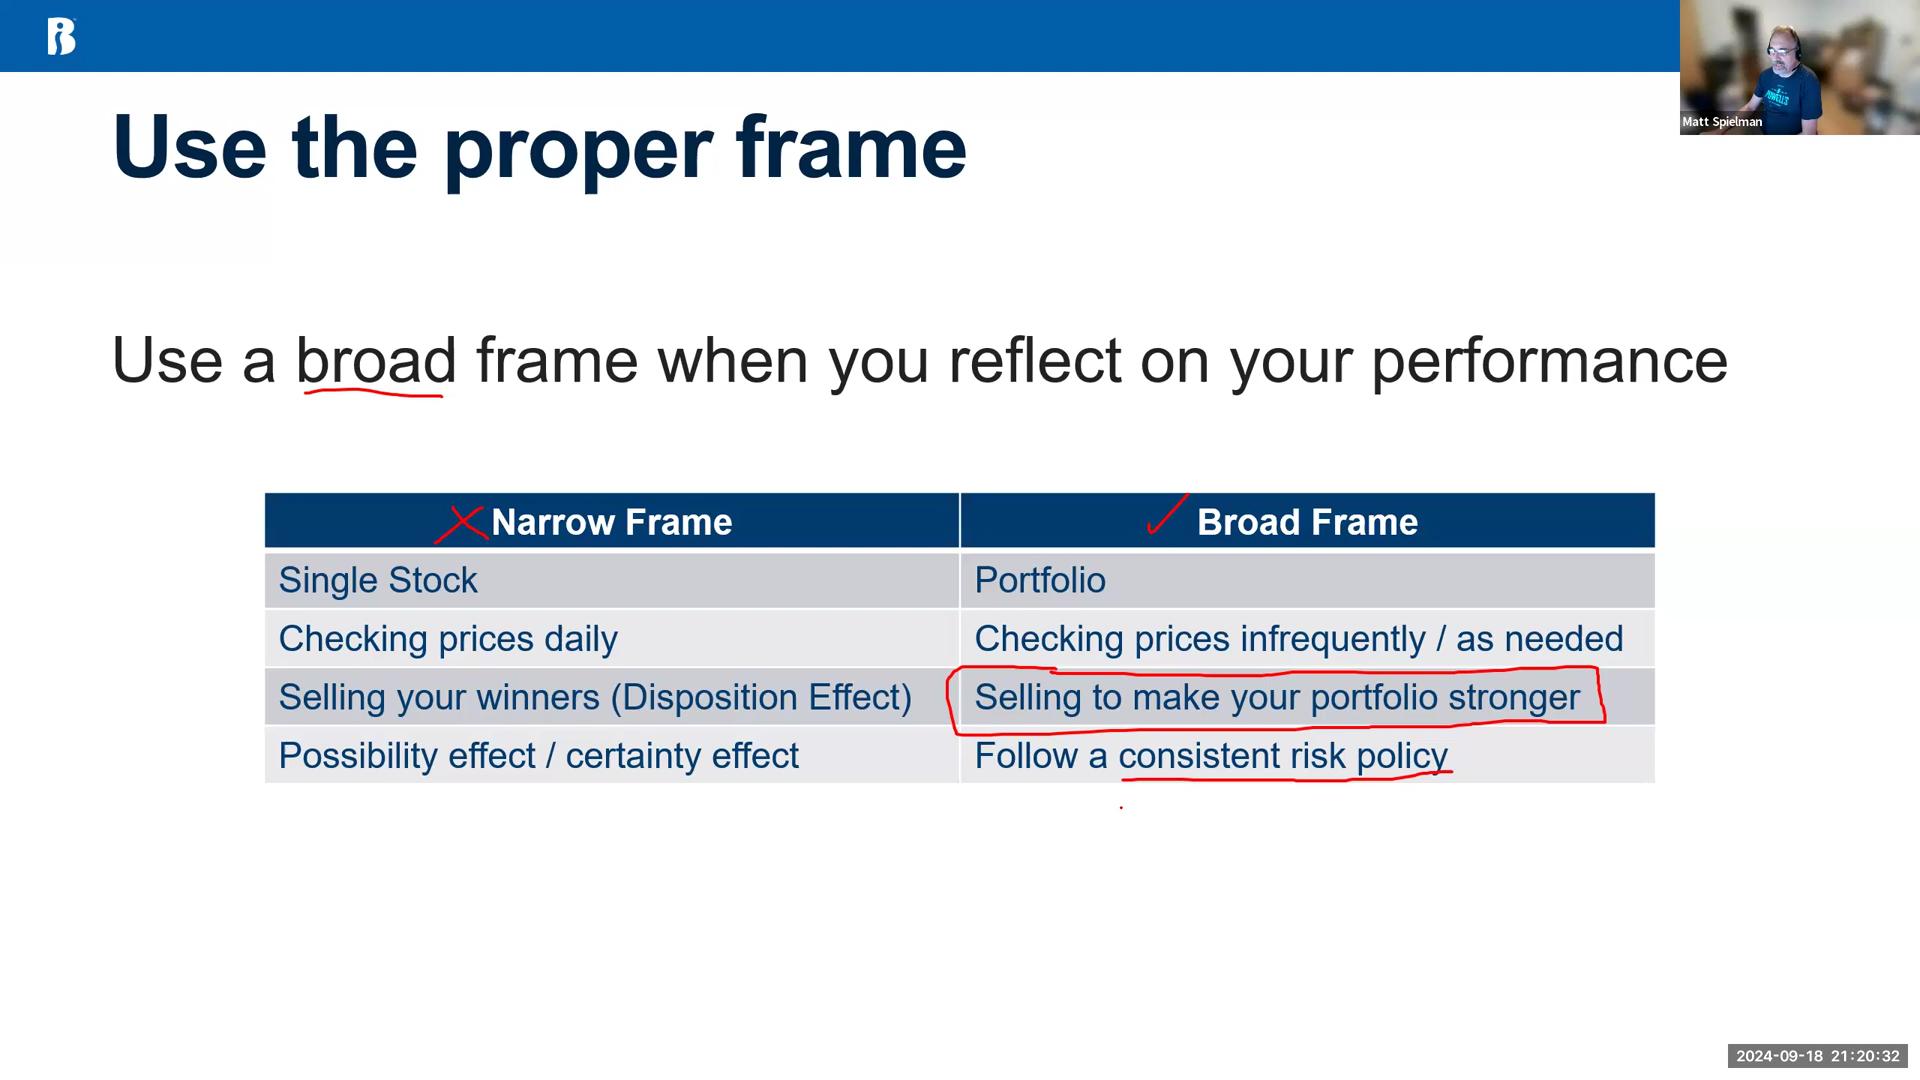 Matt Spielman
Use the proper frame
Use a broad frame when you reflect on your performance
Narrow Frame
Broad Frame
Single Stock
Portfolio
Checking prices daily
Checking prices infrequently / as needed
Selling your winners (Disposition Effect)
Selling to make your portfolio stronger
Possibility effect / certainty effect
Follow a consistent risk policy
2024-09-18 21:20:32